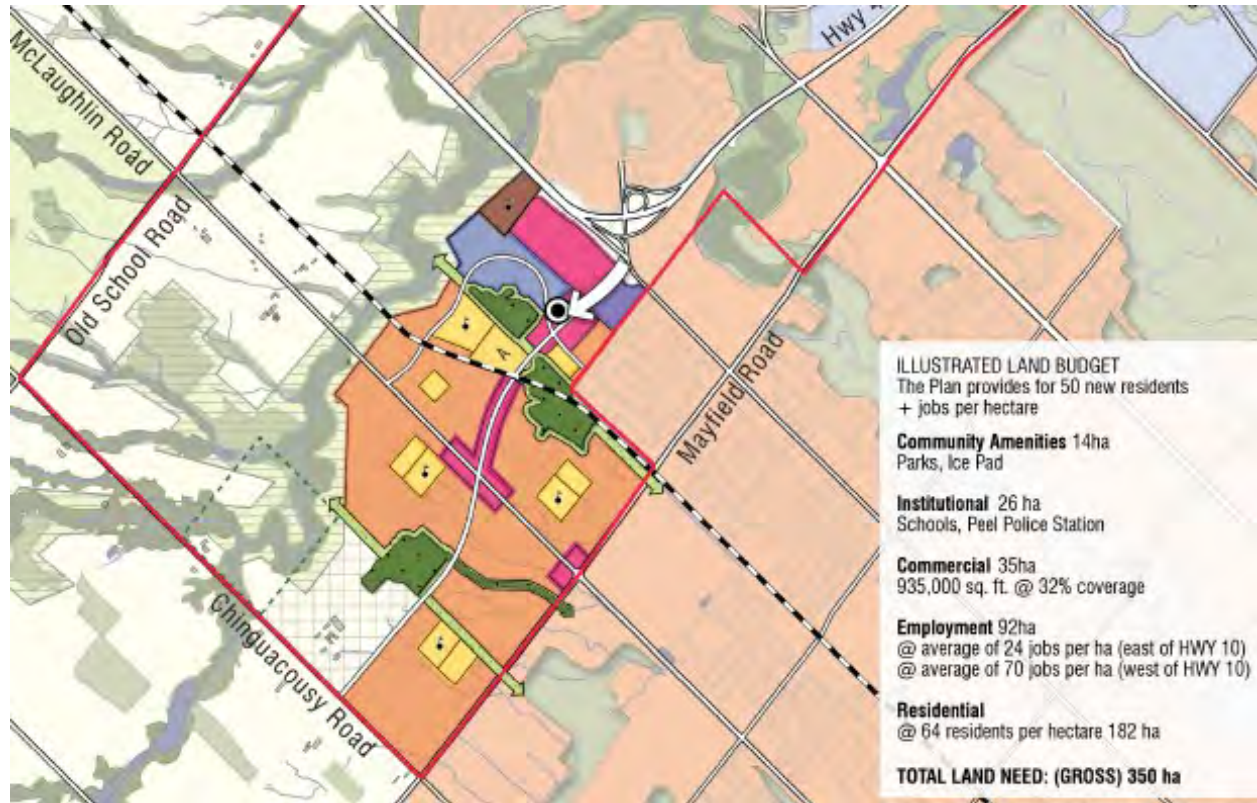 McLaughlin Road
Old School Road
Chinguacousy Road
Mayfield Road
Hwy 4
A
ILLUSTRATED LAND BUDGET
The Plan provides for 50 new residents
+ jobs per hectare
Community Amenities 14ha
Parks, Ice Pad
Institutional 26 ha
Schools, Peel Police Station
Commercial 35ha
935,000 sq. ft. @ 32% coverage
Employment 92ha
@ average of 24 jobs per ha (east of HWY 10)
@ average of 70 jobs per ha (west of HWY 10)
Residential
@ 64 residents per hectare 182 ha
TOTAL LAND NEED: (GROSS) 350 ha